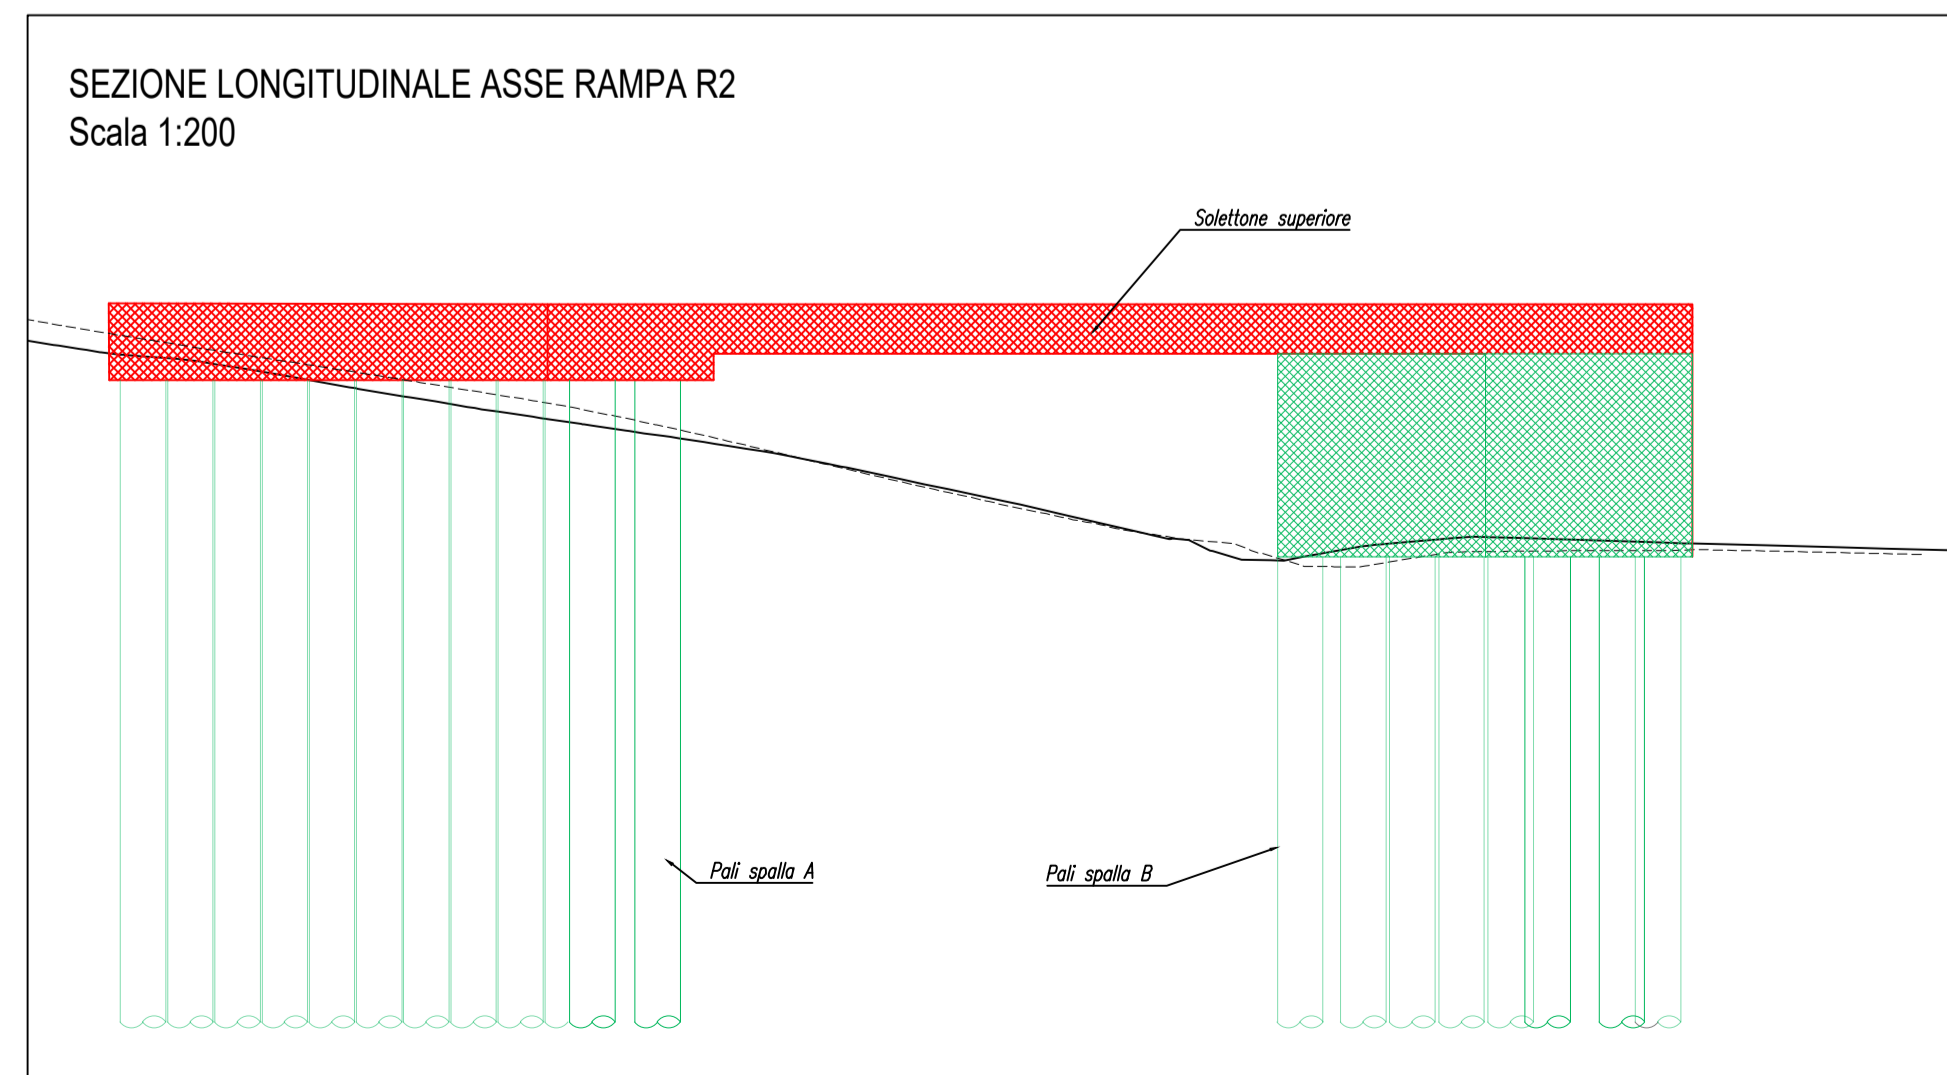 SEZIONE LONGITUDINALE ASSE RAMPA R2
Scala 1:200
Solettone superiore
Pali spalla A
Pali spalla B